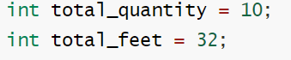 int total_quantity = 10;
int total_feet = 32;